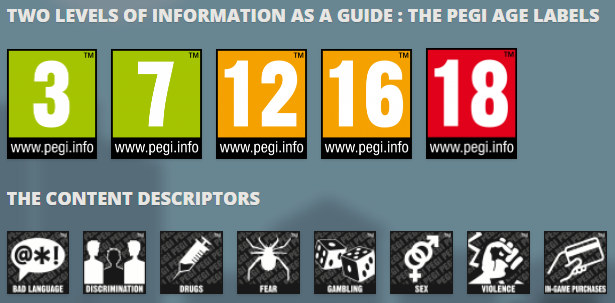 TWO LEVELS OF INFORMATION AS A GUIDE : THE PEGI AGE LABELS
3 7 12 16 18
TM TM TM TM TM
www.pegi.info www.pegi.info www.pegi.info www.pegi.info www.pegi.info
THE CONTENT DESCRIPTORS
@*!
BAD LANGUAGE DISCRIMINATION DRUGS FEAR GAMBLING SEX VIOLENCE IN-GAME PURCHASES